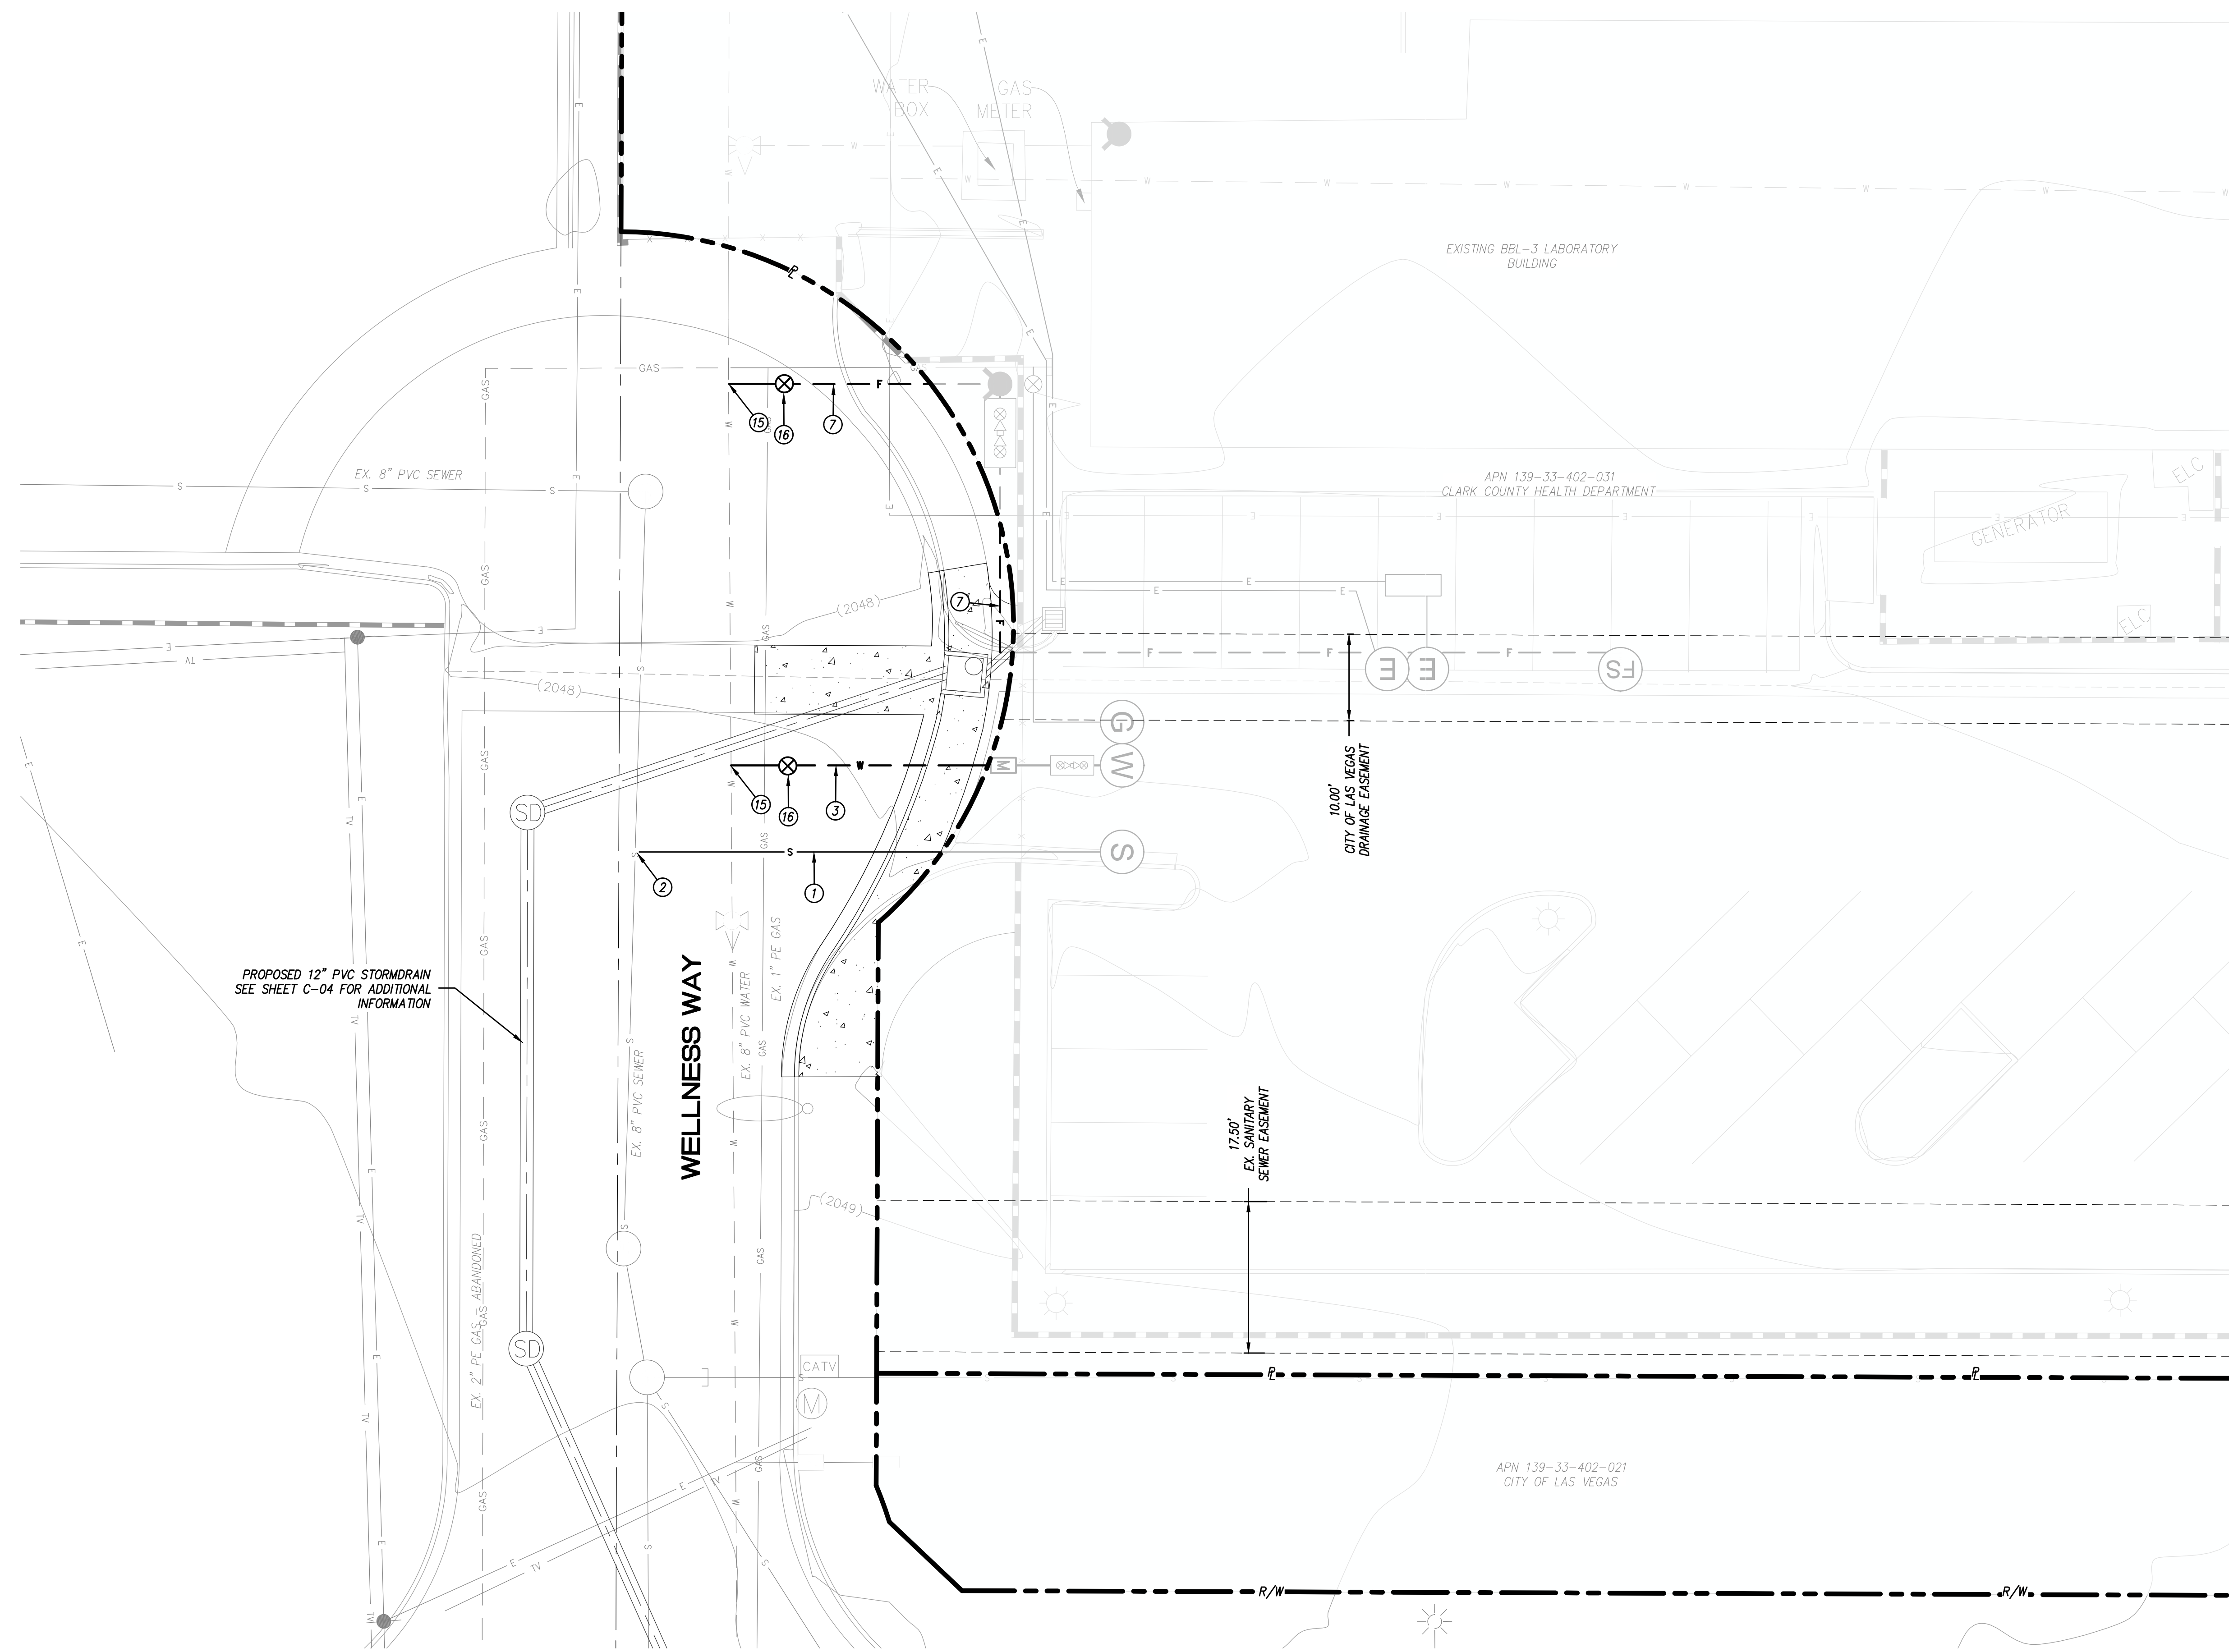 WATER
BOX
GAS
METER
EXISTING BBL-3 LABORATORY
BUILDING
GAS
F
15
16
7
EX. 8" PVC SEWER
APN 139-33-402-031
CLARK COUNTY HEALTH DEPARTMENT
ELC
GENERATOR
ELC
(2048)
7
F
F
F
F
E
E
FS
(2048)
G
W
M
W
15
16
3
SD
10.00'
CITY OF LAS VEGAS
DRAINAGE EASEMENT
S
S
2
1
PROPOSED 12" PVC STORMDRAIN
SEE SHEET C-04 FOR ADDITIONAL
INFORMATION
WELLNESS WAY
EX. 8" PVC SEWER
EX. 8" PVC WATER
EX. 1" PE GAS
17.50'
EX. SANITARY
SEWER EASEMENT
(2049)
EX. 2" PE GAS - ABANDONED
SD
CATV
M
PL
PL
APN 139-33-402-021
CITY OF LAS VEGAS
R/W
R/W